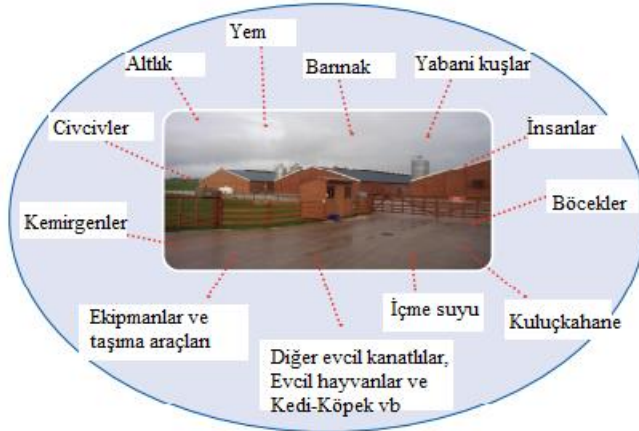 Yem
Altlık
Barınak
Yabani kuşlar
Civcivler
İnsanlar
Böcekler
Kemirgenler
İçme suyu
Ekipmanlar ve
taşıma araçları
Kuluçkahane
Diğer evcil kanatlılar,
Evcil hayvanlar ve
Kedi-Köpek vb